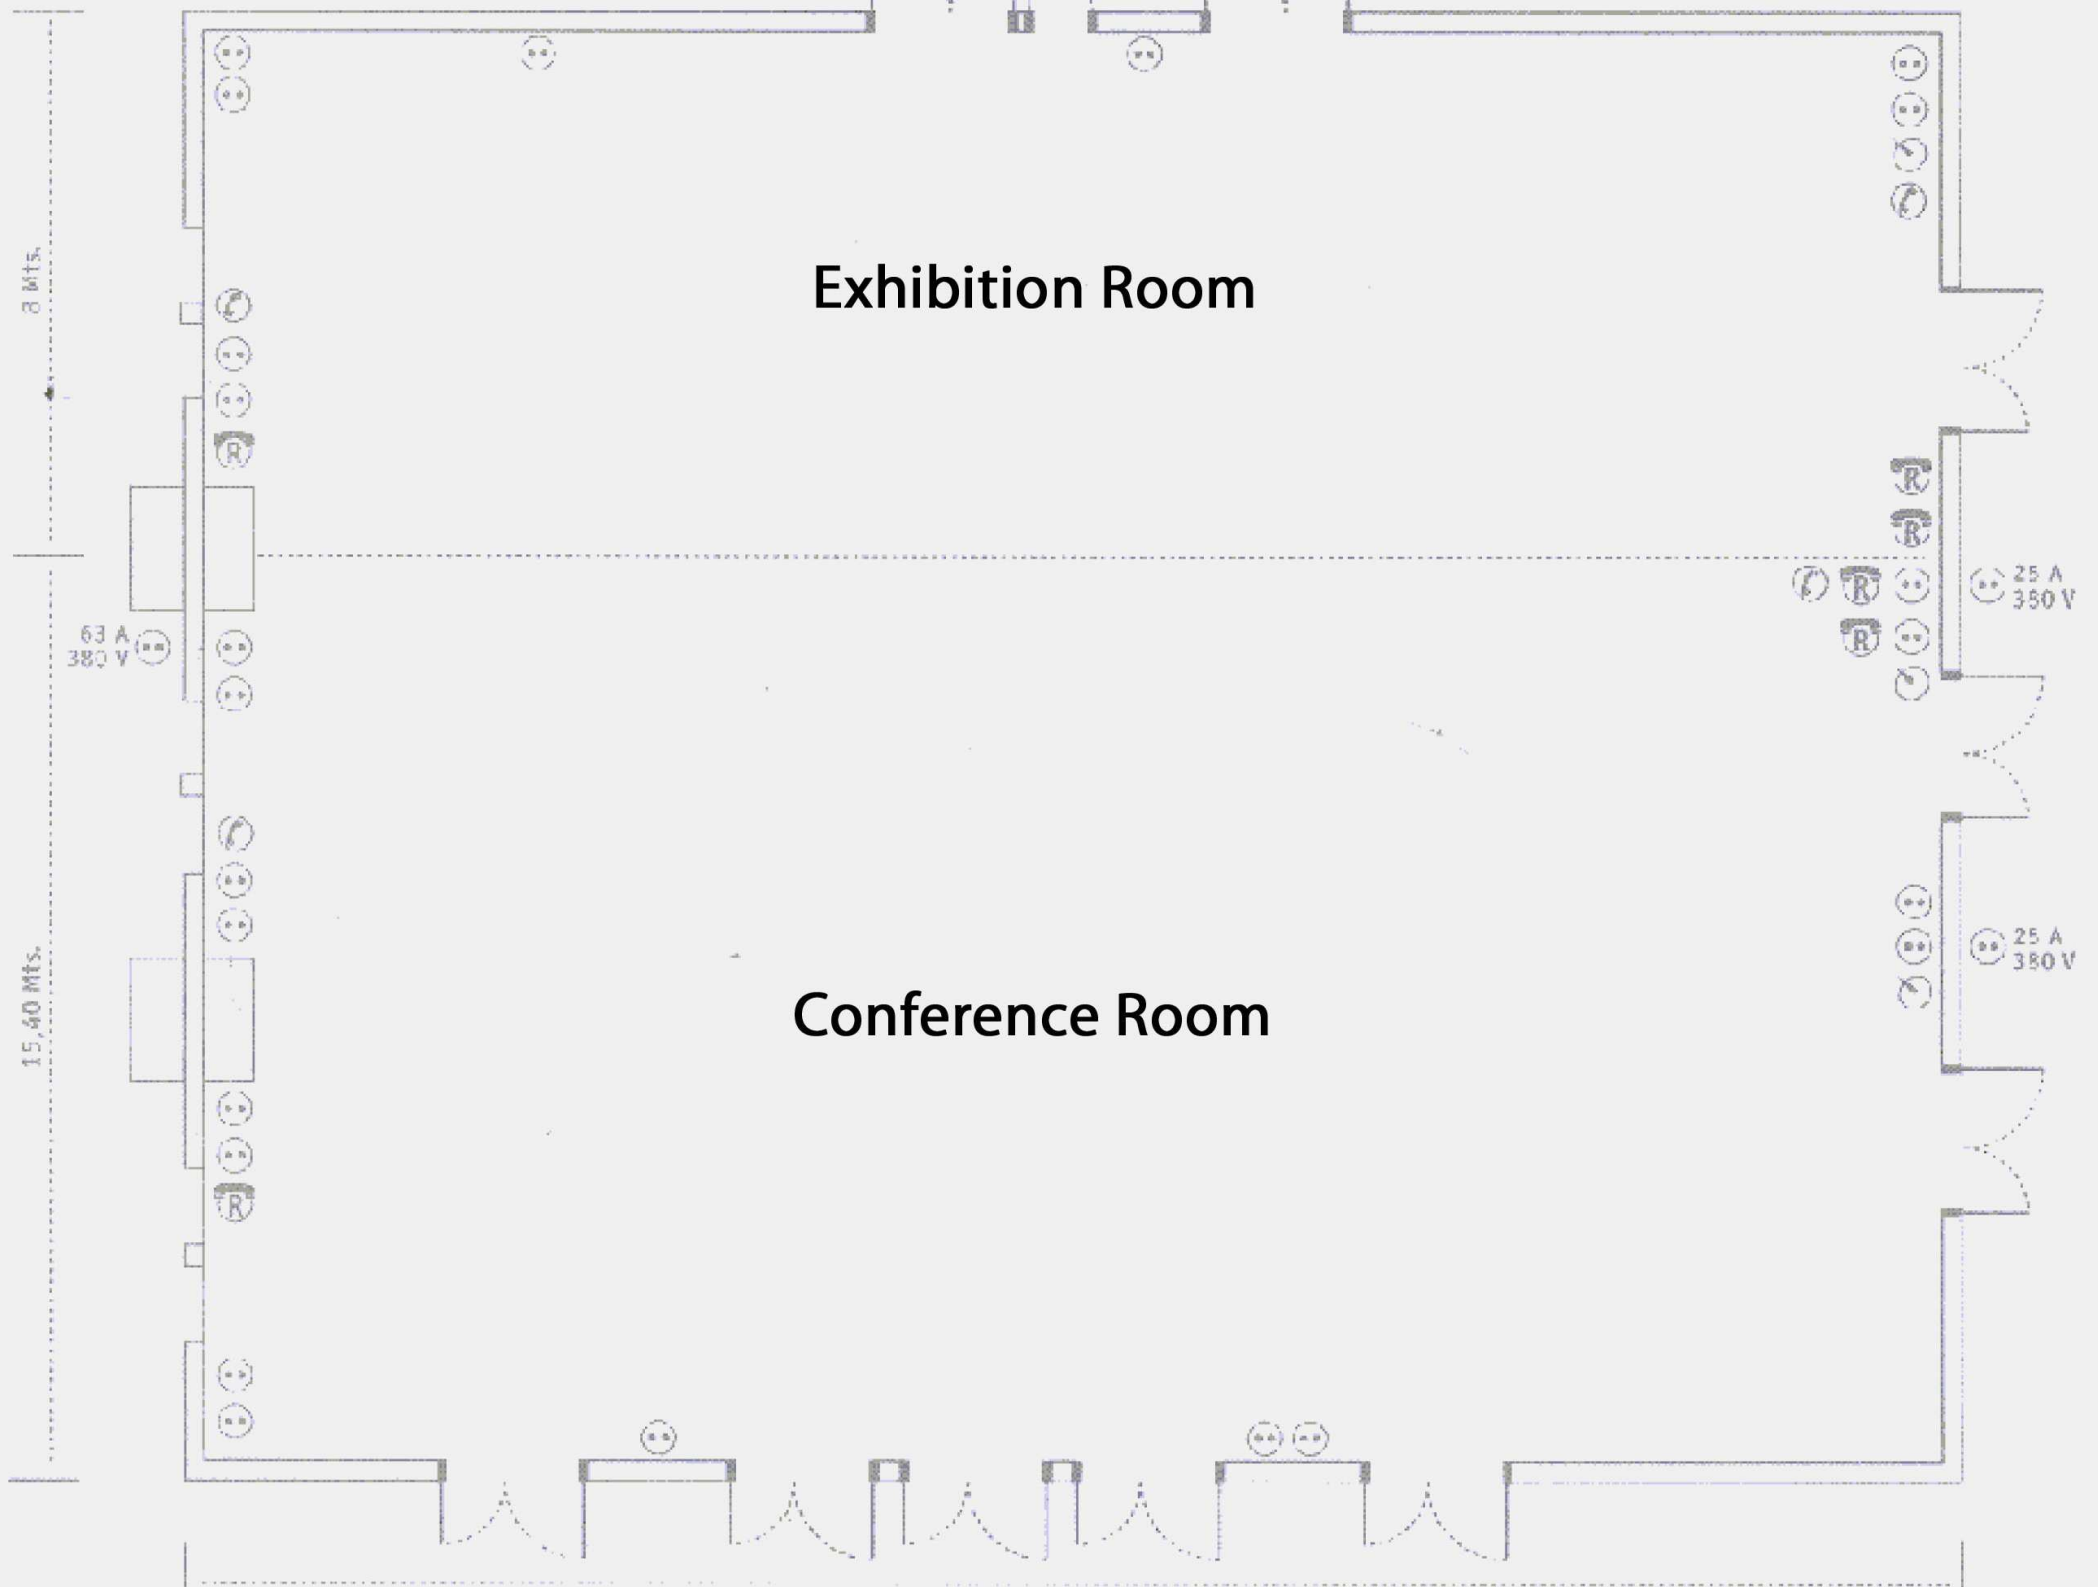 8 Mts.
Exhibition Room
R
R
R
25 A
380 V
R
63 A
380 V
R
25 A
380 V
15,40 Mts.
Conference Room
R